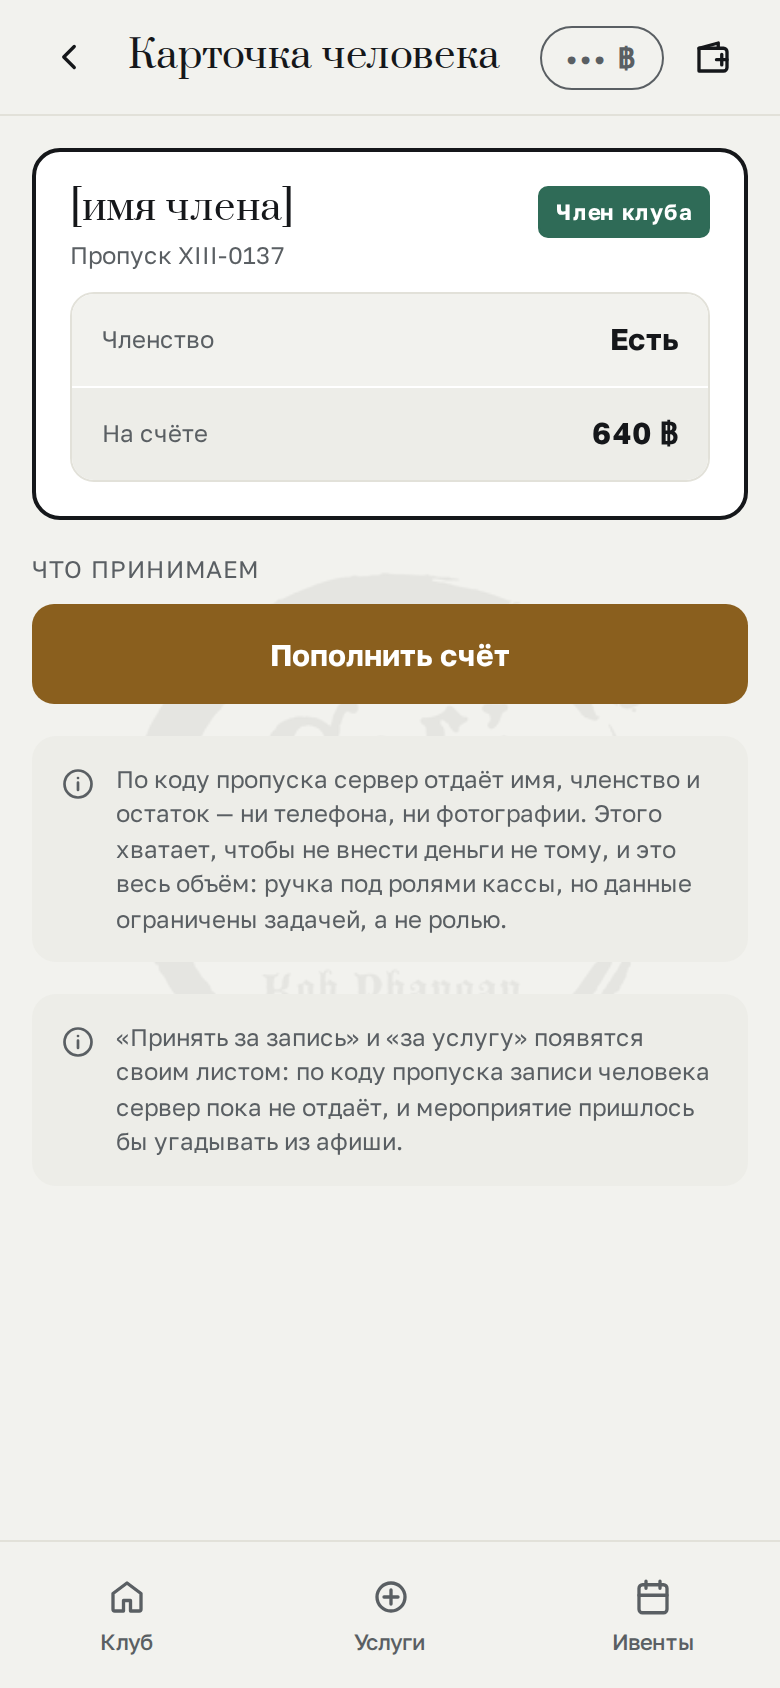 Карточка человека
••• ฿
[имя члена]
Член клуба
Пропуск XIII-0137
Членство
Есть
На счёте
640 ฿
ЧТО ПРИНИМАЕМ
Пополнить счёт
По коду пропуска сервер отдаёт имя, членство и
остаток — ни телефона, ни фотографии. Этого
хватает, чтобы не внести деньги не тому, и это
весь объём: ручка под ролями кассы, но данные
ограничены задачей, а не ролью.
Koh Phangan
«Принять за запись» и «за услугу» появятся
своим листом: по коду пропуска записи человека
сервер пока не отдаёт, и мероприятие пришлось
бы угадывать из афиши.
Клуб
Услуги
Ивенты